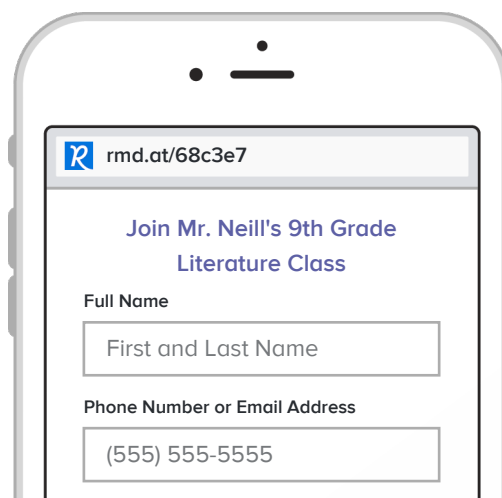 rmd.at/68c3e7
Join Mr. Neill's 9th Grade
Literature Class
Full Name
First and Last Name
Phone Number or Email Address
(555) 555-5555